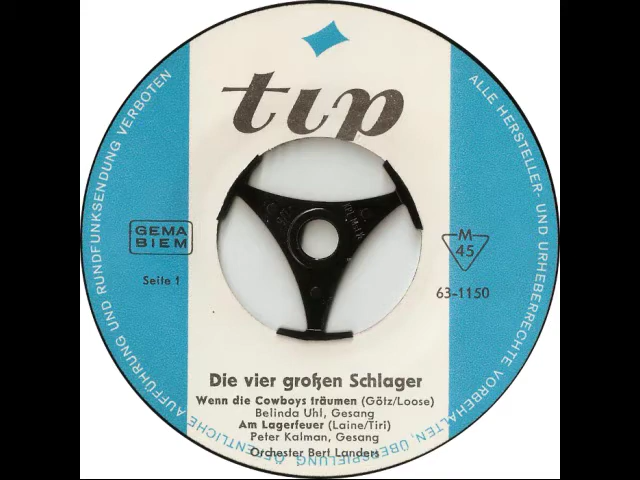 tip
ALLE HERSTELLER- UND URHEBERRECHTE VORBEHALTEN, ÜBERSPIELUNG, ÖFFENTLICHE AUFFÜHRUNG UND RUNDFUNKSENDUNG VERBOTEN
GEMA
BIEM
M
45
Seite 1
63-1150
Die vier großen Schlager
Wenn die Cowboys träumen (Götz/Loose)
Belinda Uhl, Gesang
Am Lagerfeuer (Laine/Tiri)
Peter Kalman, Gesang
Orchester Bert Landers